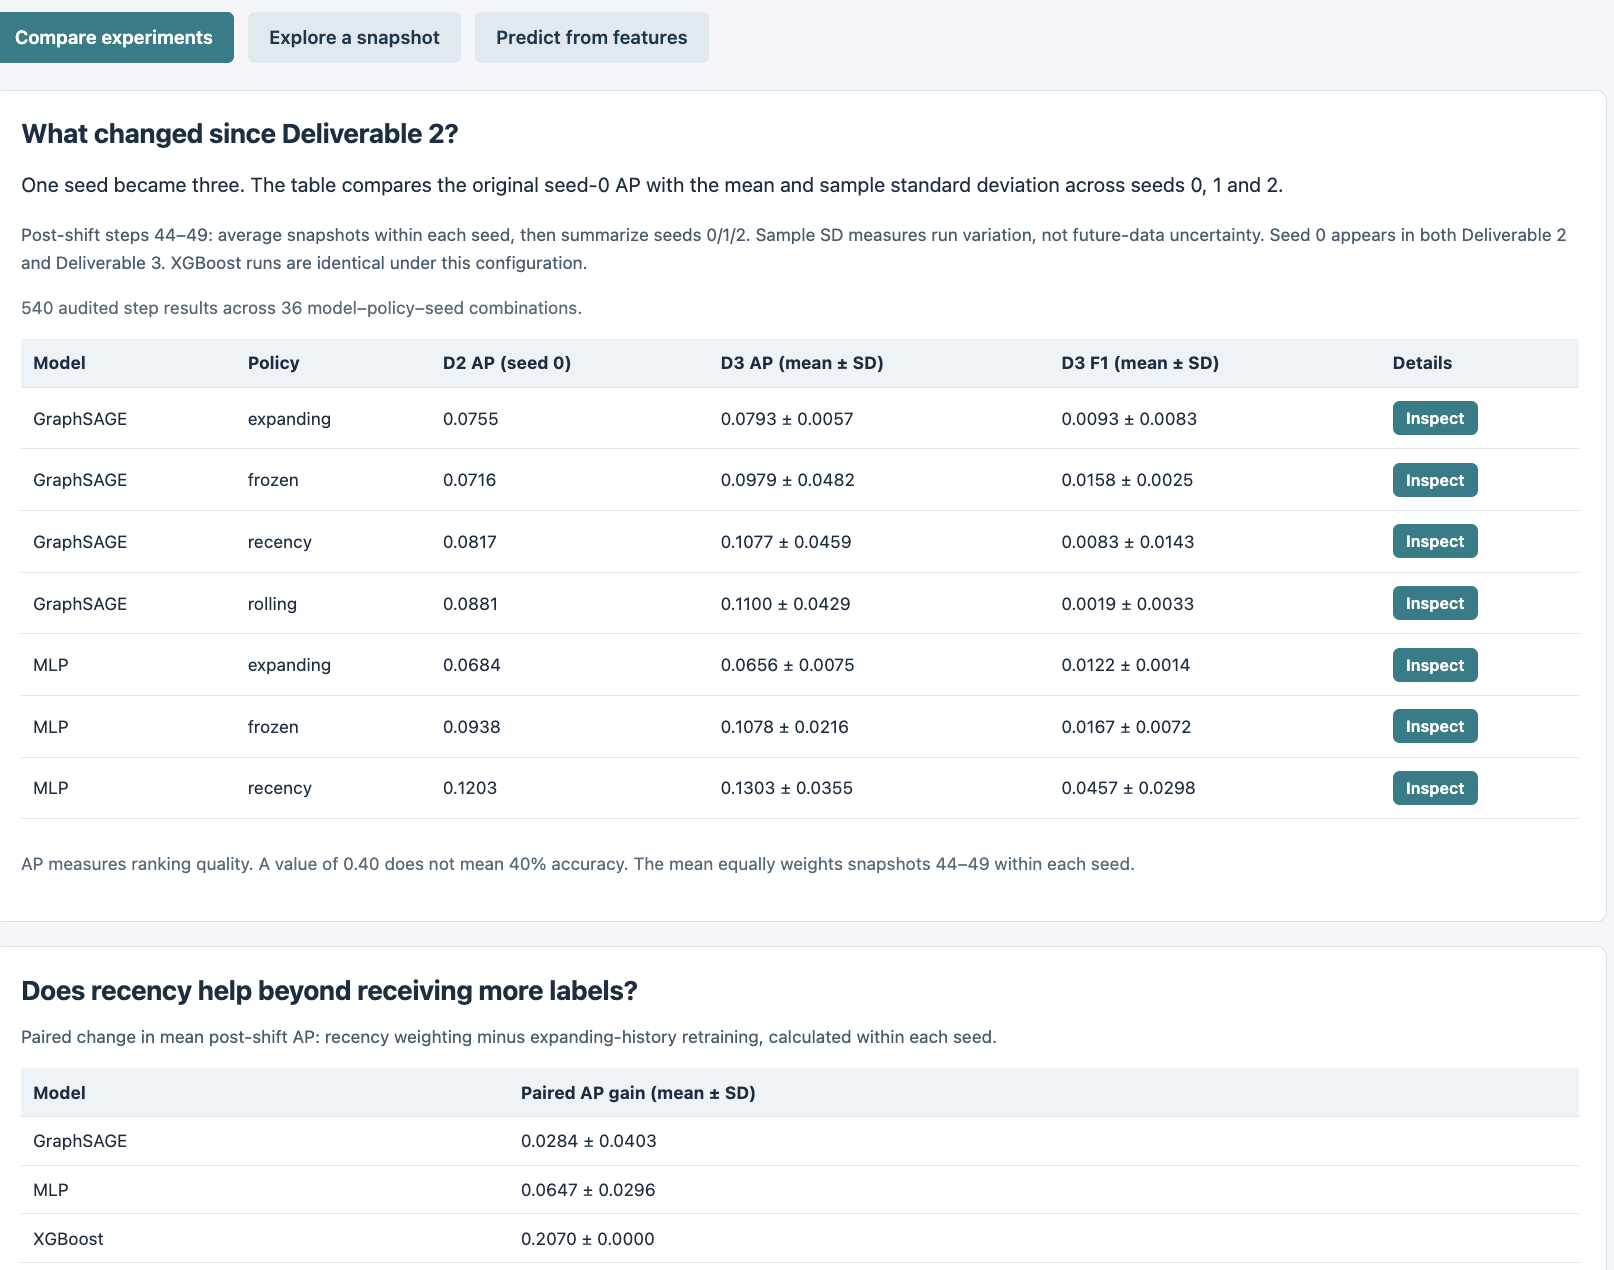 Compare experiments Explore a snapshot Predict from features
What changed since Deliverable 2?
One seed became three. The table compares the original seed-0 AP with the mean and sample standard deviation across seeds 0, 1 and 2.
Post-shift steps 44–49: average snapshots within each seed, then summarize seeds 0/1/2. Sample SD measures run variation, not future-data uncertainty. Seed 0 appears in both Deliverable 2
and Deliverable 3. XGBoost runs are identical under this configuration.
540 audited step results across 36 model–policy–seed combinations.
Model Policy D2 AP (seed 0) D3 AP (mean ± SD) D3 F1 (mean ± SD) Details
GraphSAGE expanding 0.0755 0.0793 ± 0.0057 0.0093 ± 0.0083 Inspect
GraphSAGE frozen 0.0716 0.0979 ± 0.0482 0.0158 ± 0.0025 Inspect
GraphSAGE recency 0.0817 0.1077 ± 0.0459 0.0083 ± 0.0143 Inspect
GraphSAGE rolling 0.0881 0.1100 ± 0.0429 0.0019 ± 0.0033 Inspect
MLP expanding 0.0684 0.0656 ± 0.0075 0.0122 ± 0.0014 Inspect
MLP frozen 0.0938 0.1078 ± 0.0216 0.0167 ± 0.0072 Inspect
MLP recency 0.1203 0.1303 ± 0.0355 0.0457 ± 0.0298 Inspect
AP measures ranking quality. A value of 0.40 does not mean 40% accuracy. The mean equally weights snapshots 44–49 within each seed.
Does recency help beyond receiving more labels?
Paired change in mean post-shift AP: recency weighting minus expanding-history retraining, calculated within each seed.
Model Paired AP gain (mean ± SD)
GraphSAGE 0.0284 ± 0.0403
MLP 0.0647 ± 0.0296
XGBoost 0.2070 ± 0.0000